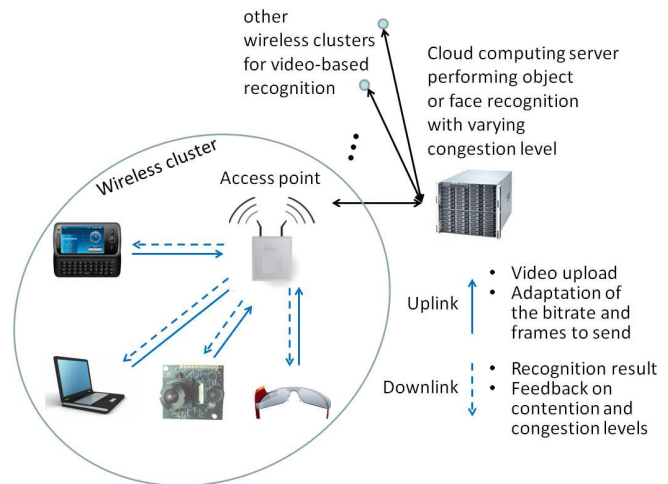 other
wireless clusters
for video-based
recognition
Cloud computing server
performing object
or face recognition
with varying
congestion level
Wireless cluster
Access point
Uplink
• Video upload
• Adaptation of
the bitrate and
frames to send
Downlink
• Recognition result
• Feedback on
contention and
congestion levels